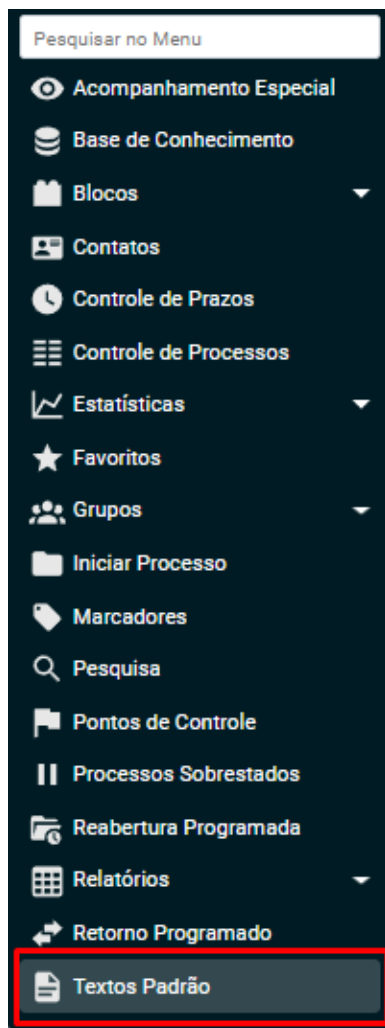 Pesquisar no Menu
Acompanhamento Especial
Base de Conhecimento
Blocos
Contatos
Controle de Prazos
Controle de Processos
Estatísticas
Favoritos
Grupos
Iniciar Processo
Marcadores
Pesquisa
Pontos de Controle
Processos Sobrestados
Reabertura Programada
Relatórios
Retorno Programado
Textos Padrão